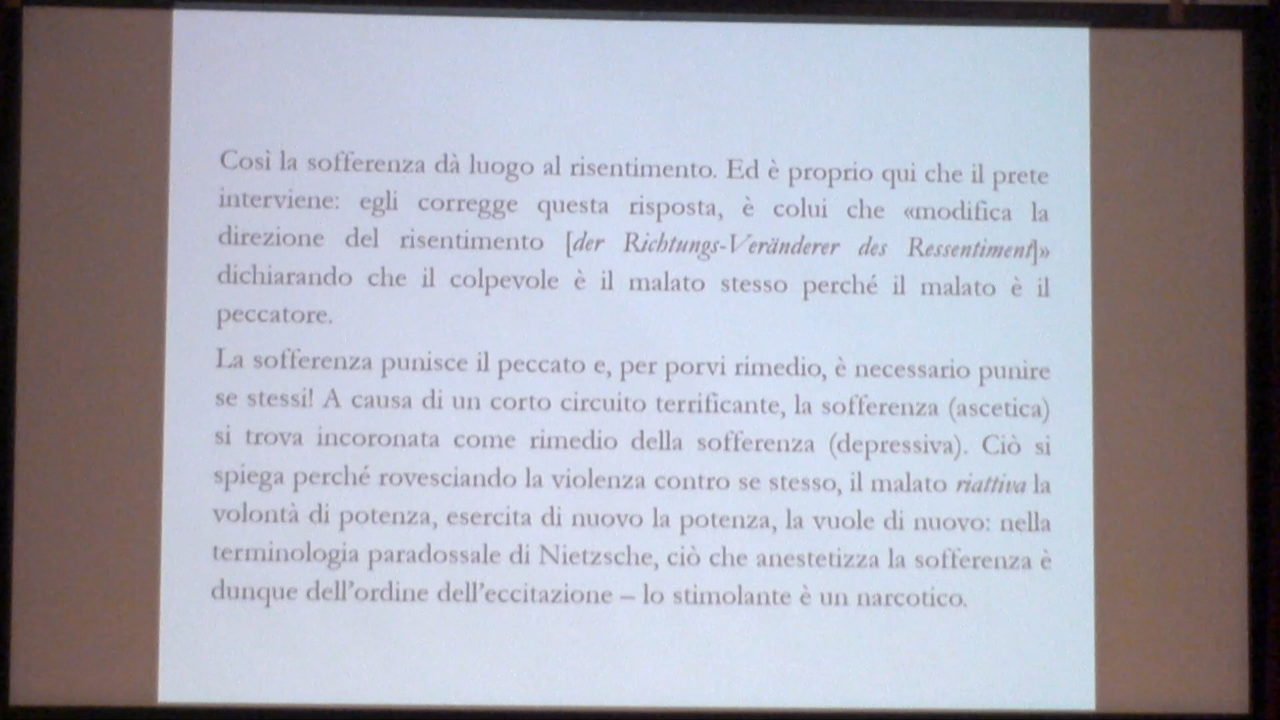 Così la sofferenza dà luogo al risentimento. Ed è proprio qui che il prete
interviene: egli corregge questa risposta, è colui che «modifica la
direzione del risentimento [der Richtungs-Veränderer des Ressentiment]»
dichiarando che il colpevole è il malato stesso perché il malato è il
peccatore.
La sofferenza punisce il peccato e, per porvi rimedio, è necessario punire
se stessi! A causa di un corto circuito terrificante, la sofferenza (ascetica)
si trova incoronata come rimedio della sofferenza (depressiva). Ciò si
spiega perché rovesciando la violenza contro se stesso, il malato riattiva la
volontà di potenza, esercita di nuovo la potenza, la vuole di nuovo: nella
terminologia paradossale di Nietzsche, ciò che anestetizza la sofferenza è
dunque dell’ordine dell’eccitazione – lo stimolante è un narcotico.